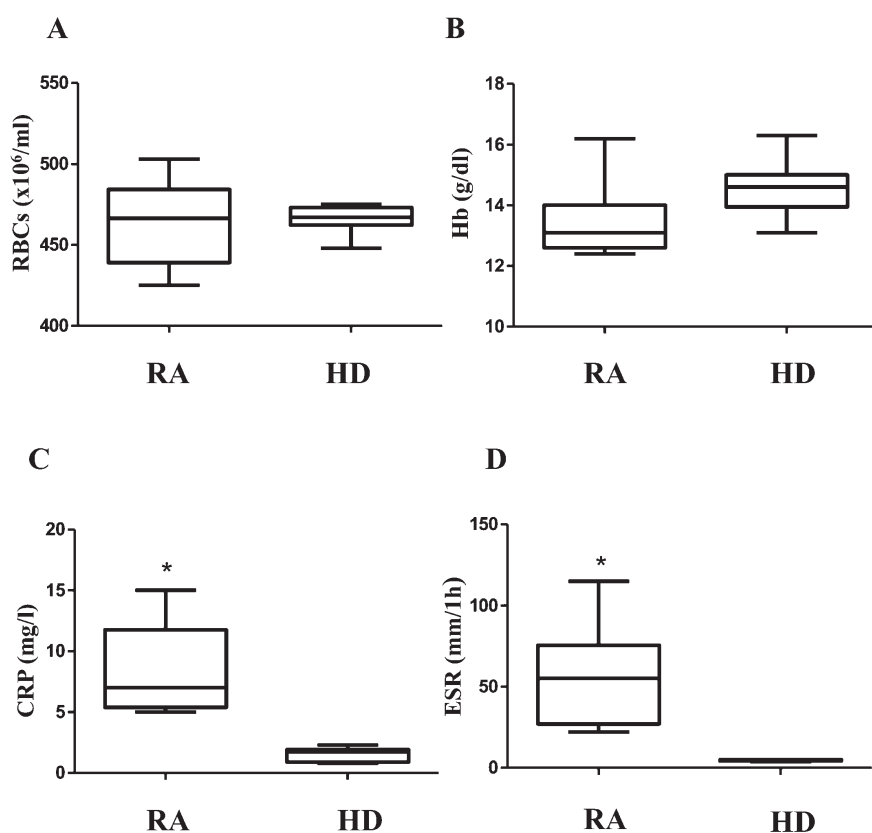 A
RBCs (x10⁶/ml)
550
500
450
400
RA HD
B
Hb (g/dl)
18
16
14
12
10
RA HD
C
CRP (mg/l)
20
15
10
5
0
*
RA HD
D
ESR (mm/1h)
150
100
50
0
*
RA HD